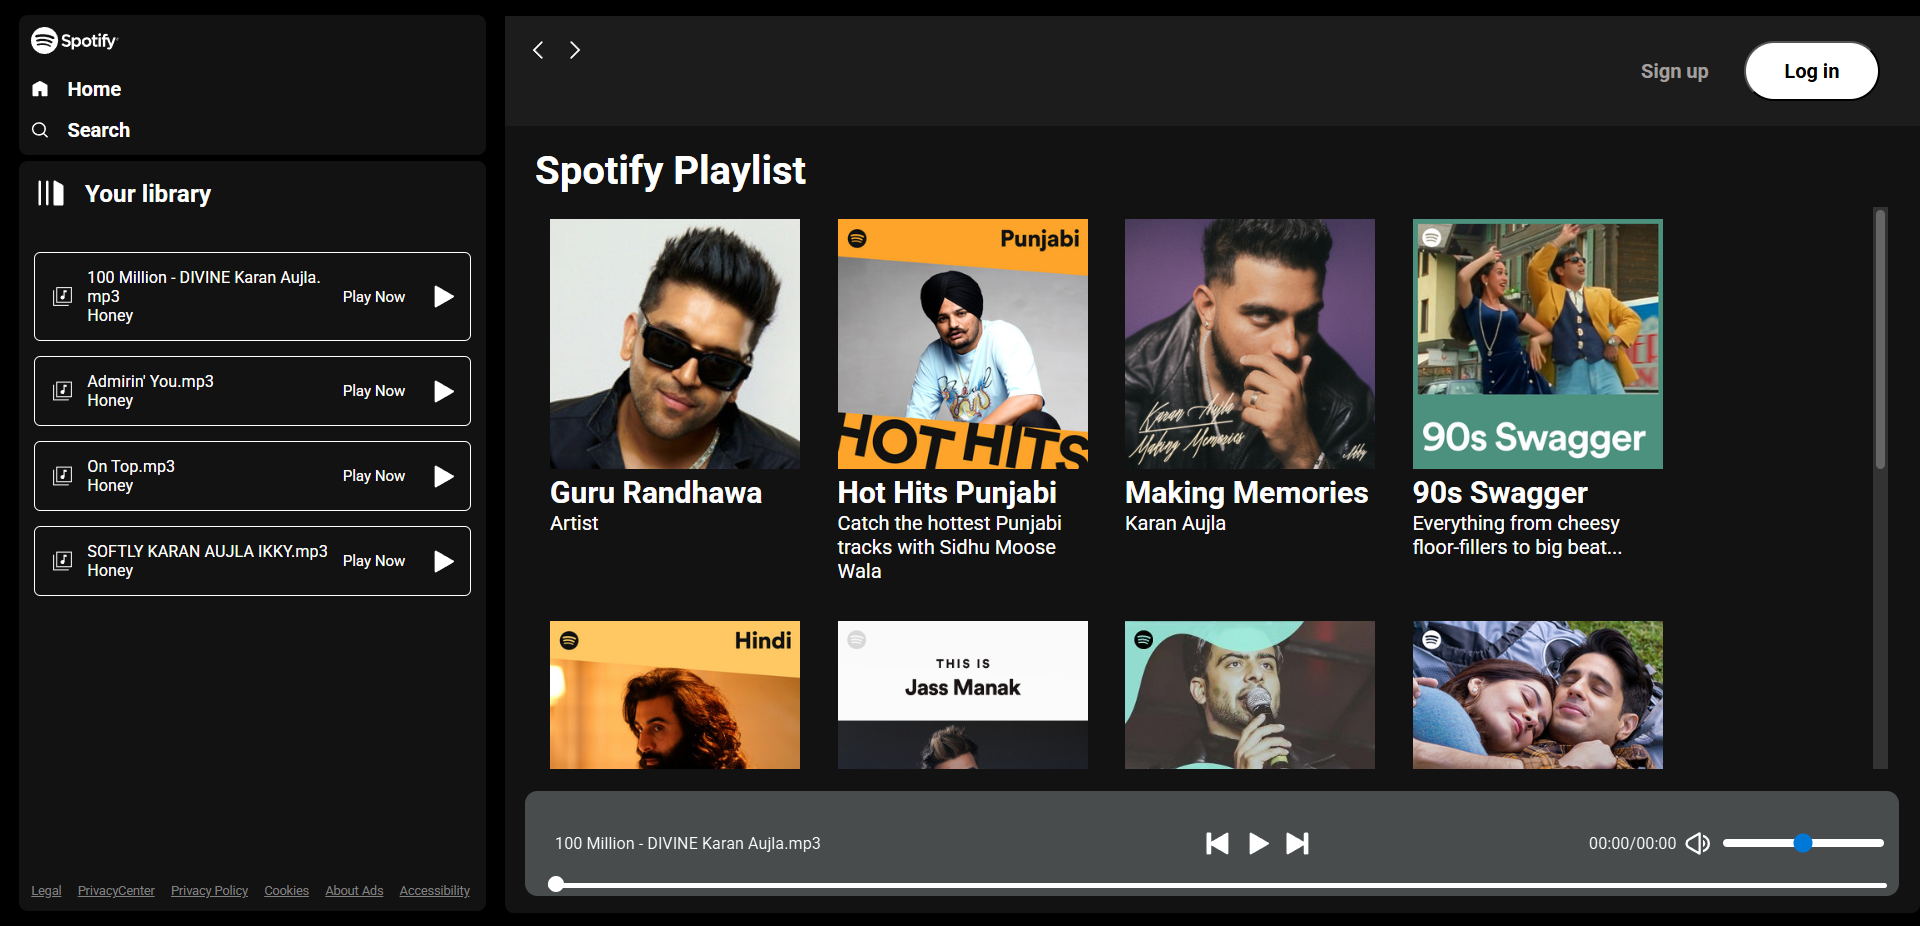 Spotify
Home
Search
Your library
100 Million - DIVINE Karan Aujla.
mp3
Honey
Play Now
Admirin' You.mp3
Honey
Play Now
On Top.mp3
Honey
Play Now
SOFTLY KARAN AUJLA IKKY.mp3
Honey
Play Now
Legal PrivacyCenter Privacy Policy Cookies About Ads Accessibility
Sign up
Log in
Spotify Playlist
Guru Randhawa
Artist
Punjabi
HOT HITS
Hot Hits Punjabi
Catch the hottest Punjabi
tracks with Sidhu Moose
Wala
Karan Aujla
Making Memories
Ikky
Making Memories
Karan Aujla
90s Swagger
90s Swagger
Everything from cheesy
floor-fillers to big beat...
Hindi
THIS IS
Jass Manak
100 Million - DIVINE Karan Aujla.mp3
00:00/00:00